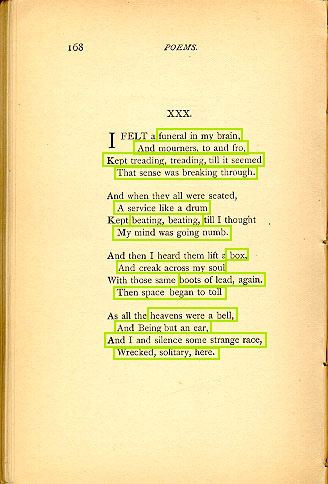 168
POEMS.
XXX.
I FELT a funeral in my brain,
And mourners, to and fro,
Kept treading, treading, till it seemed
That sense was breaking through.
And when they all were seated,
A service like a drum
Kept beating, beating, till I thought
My mind was going numb.
And then I heard them lift a box,
And creak across my soul
With those same boots of lead, again.
Then space began to toll
As all the heavens were a bell,
And Being but an ear,
And I and silence some strange race,
Wrecked, solitary, here.